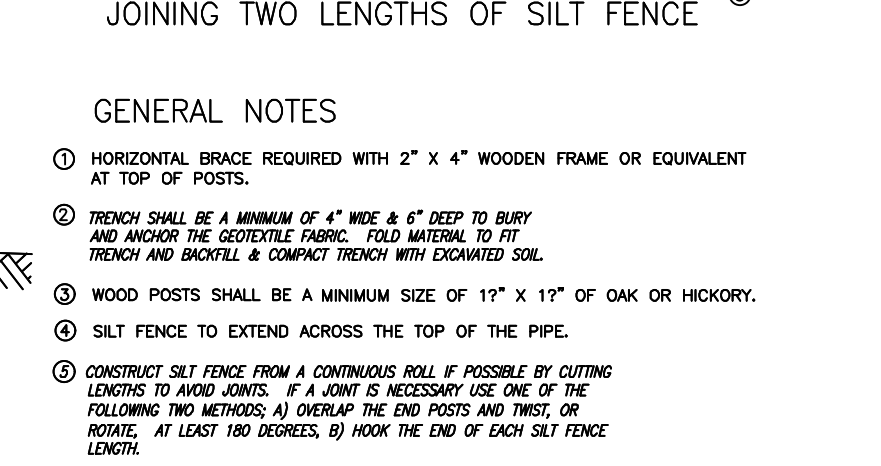 JOINING TWO LENGTHS OF SILT FENCE
GENERAL NOTES
① HORIZONTAL BRACE REQUIRED WITH 2" X 4" WOODEN FRAME OR EQUIVALENT
AT TOP OF POSTS.
② TRENCH SHALL BE A MINIMUM OF 4" WIDE & 6" DEEP TO BURY
AND ANCHOR THE GEOTEXTILE FABRIC. FOLD MATERIAL TO FIT
TRENCH AND BACKFILL & COMPACT TRENCH WITH EXCAVATED SOIL.
③ WOOD POSTS SHALL BE A MINIMUM SIZE OF 1?" X 1?" OF OAK OR HICKORY.
④ SILT FENCE TO EXTEND ACROSS THE TOP OF THE PIPE.
⑤ CONSTRUCT SILT FENCE FROM A CONTINUOUS ROLL IF POSSIBLE BY CUTTING
LENGTHS TO AVOID JOINTS. IF A JOINT IS NECESSARY USE ONE OF THE
FOLLOWING TWO METHODS; A) OVERLAP THE END POSTS AND TWIST, OR
ROTATE, AT LEAST 180 DEGREES, B) HOOK THE END OF EACH SILT FENCE
LENGTH.